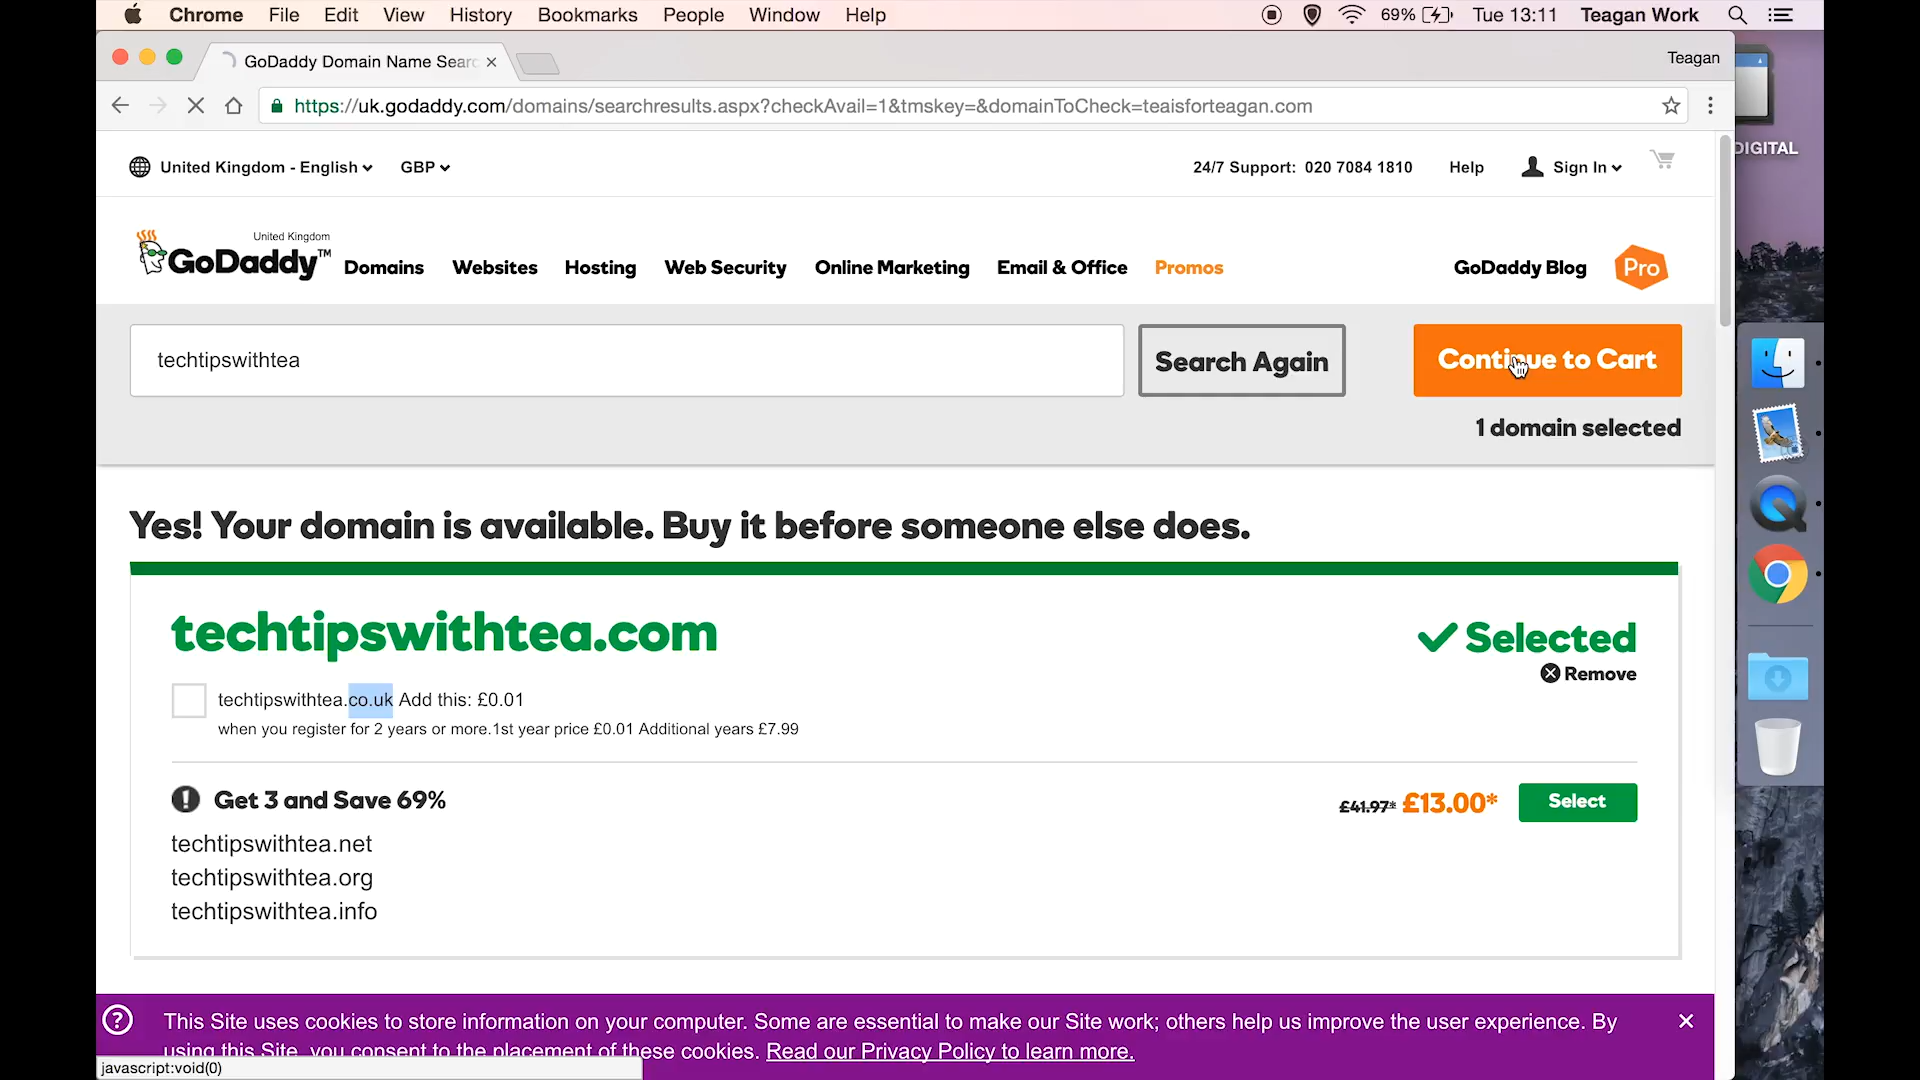 Chrome File Edit View History Bookmarks People Window Help 69% Tue 13:11 Teagan Work
GoDaddy Domain Name Sear Teagan
https://uk.godaddy.com/domains/searchresults.aspx?checkAvail=1&tmskey=&domainToCheck=teaisforteagan.com
DIGITAL
United Kingdom - English GBP 24/7 Support: 020 7084 1810 Help Sign In
United Kingdom
GoDaddy™ Domains Websites Hosting Web Security Online Marketing Email & Office Promos GoDaddy Blog Pro
techtipswithtea Search Again Continue to Cart
1 domain selected
Yes! Your domain is available. Buy it before someone else does.
techtipswithtea.com Selected
Remove
techtipswithtea.co.uk Add this: £0.01
when you register for 2 years or more.1st year price £0.01 Additional years £7.99
Get 3 and Save 69% £41.97* £13.00* Select
techtipswithtea.net
techtipswithtea.org
techtipswithtea.info
This Site uses cookies to store information on your computer. Some are essential to make our Site work; others help us improve the user experience. By
using this Site, you consent to the placement of these cookies. Read our Privacy Policy to learn more.
javascript:void(0)